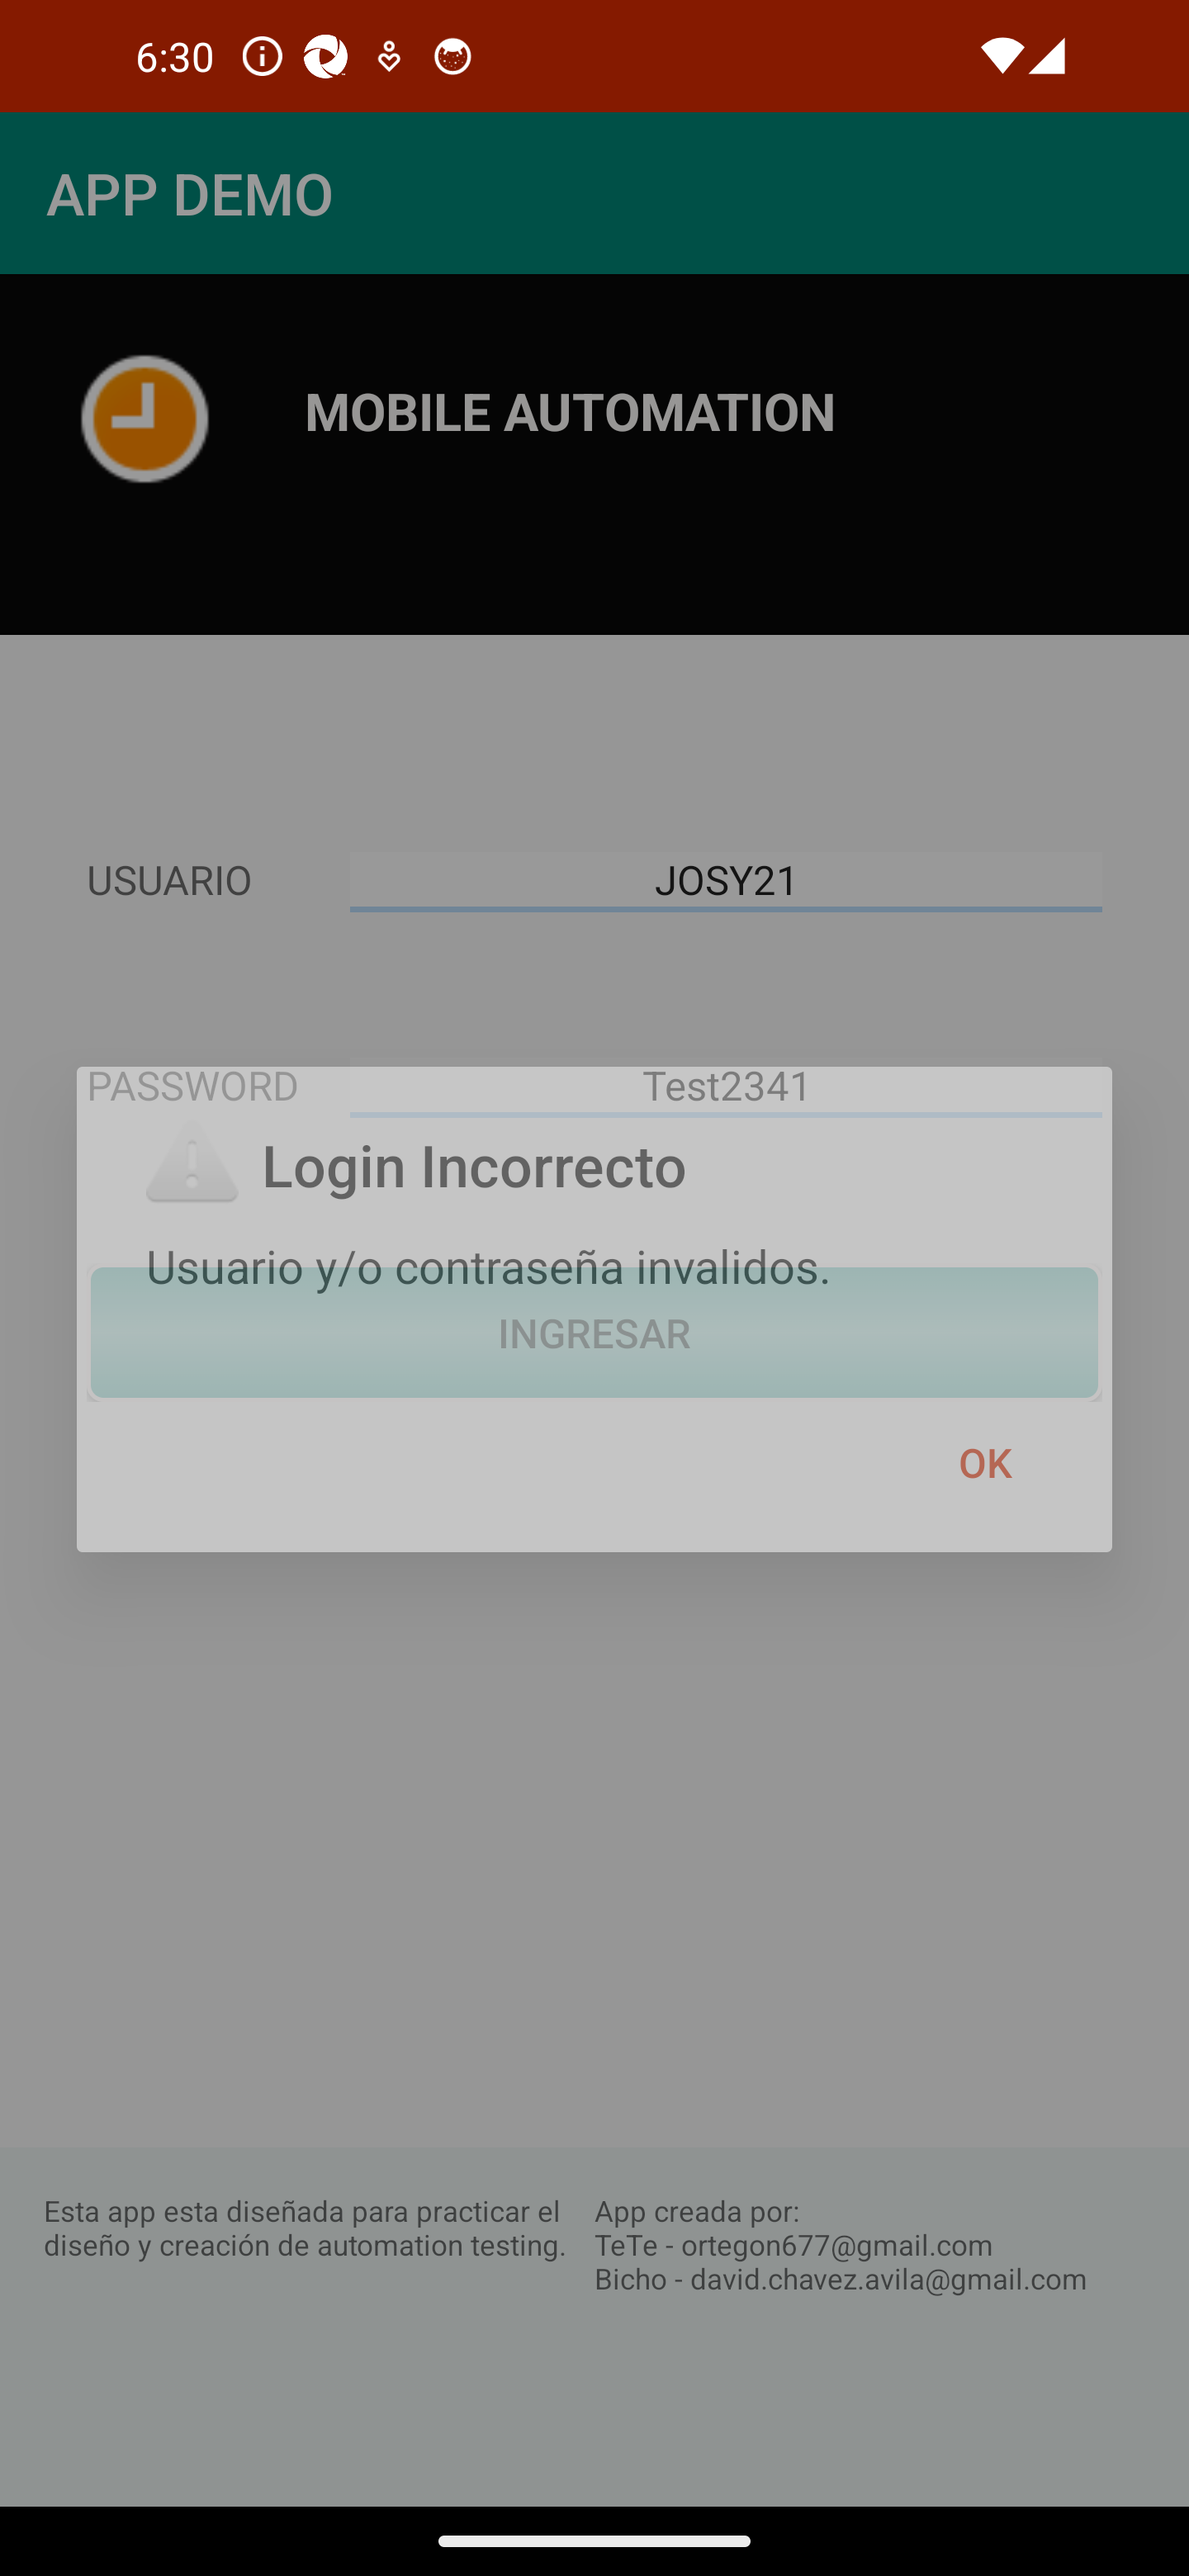 6:30
APP DEMO
MOBILE AUTOMATION
USUARIO JOSY21
PASSWORD Test2341
Login Incorrecto
Usuario y/o contraseña invalidos.
INGRESAR
OK
Esta app esta diseñada para practicar el
diseño y creación de automation testing.
App creada por:
TeTe - ortegon677@gmail.com
Bicho - david.chavez.avila@gmail.com